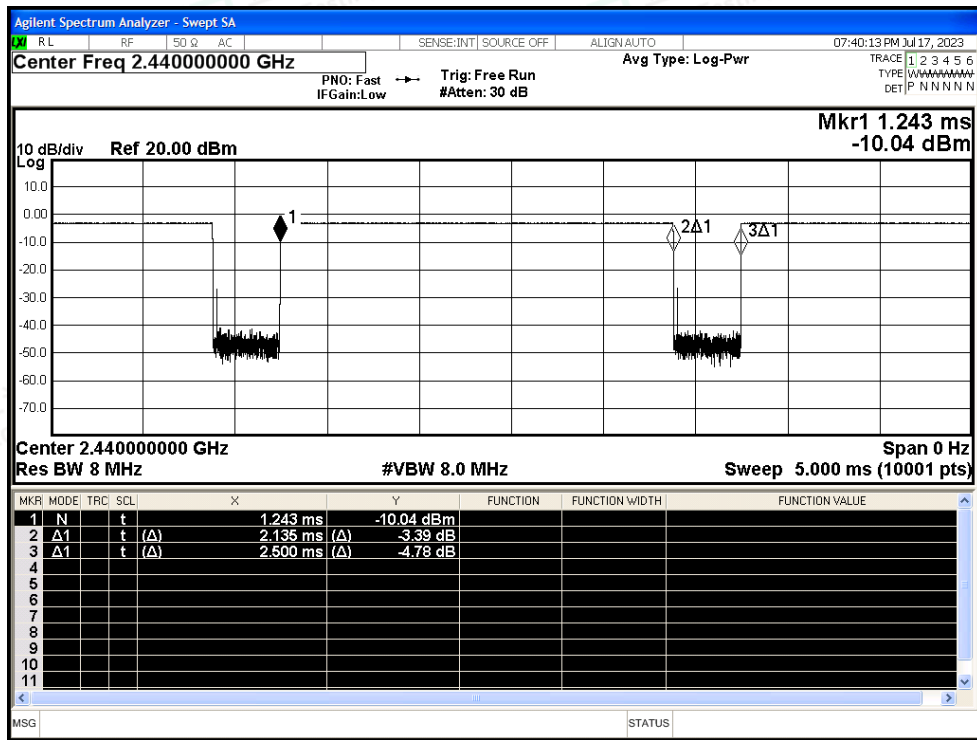 Agilent Spectrum Analyzer - Swept SA
LXI RL RF 50 Ω AC SENSE:INT SOURCE OFF ALIGN AUTO 07:40:13 PM Jul 17, 2023
Center Freq 2.440000000 GHz
PNO: Fast
IFGain:Low
Trig: Free Run
#Atten: 30 dB
Avg Type: Log-Pwr
TRACE 1 2 3 4 5 6
TYPE
DET P N N N N N
Mkr1 1.243 ms
-10.04 dBm
10 dB/div Ref 20.00 dBm
Log
10.0
0.00
-10.0
-20.0
-30.0
-40.0
-50.0
-60.0
-70.0
1
2Δ1
3Δ1
Center 2.440000000 GHz Span 0 Hz
Res BW 8 MHz #VBW 8.0 MHz Sweep 5.000 ms (10001 pts)
MKR MODE TRC SCL X Y FUNCTION FUNCTION WIDTH FUNCTION VALUE
1 N t 1.243 ms -10.04 dBm
2 Δ1 t (Δ) 2.135 ms (Δ) -3.39 dB
3 Δ1 t (Δ) 2.500 ms (Δ) -4.78 dB
4
5
6
7
8
9
10
11
MSG STATUS